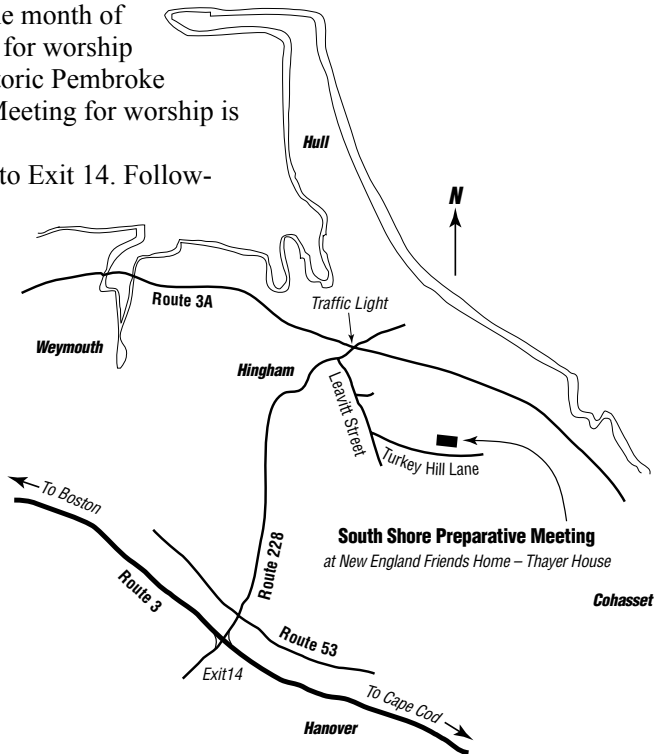 e month of
for worship
toric Pembroke
Meeting for worship is
to Exit 14. Follow-
Hull
N
Route 3A
Traffic Light
Weymouth
Hingham
Leavitt Street
Turkey Hill Lane
To Boston
South Shore Preparative Meeting
at New England Friends Home – Thayer House
Route 228
Cohasset
Route 3
Route 53
Exit14
To Cape Cod
Hanover